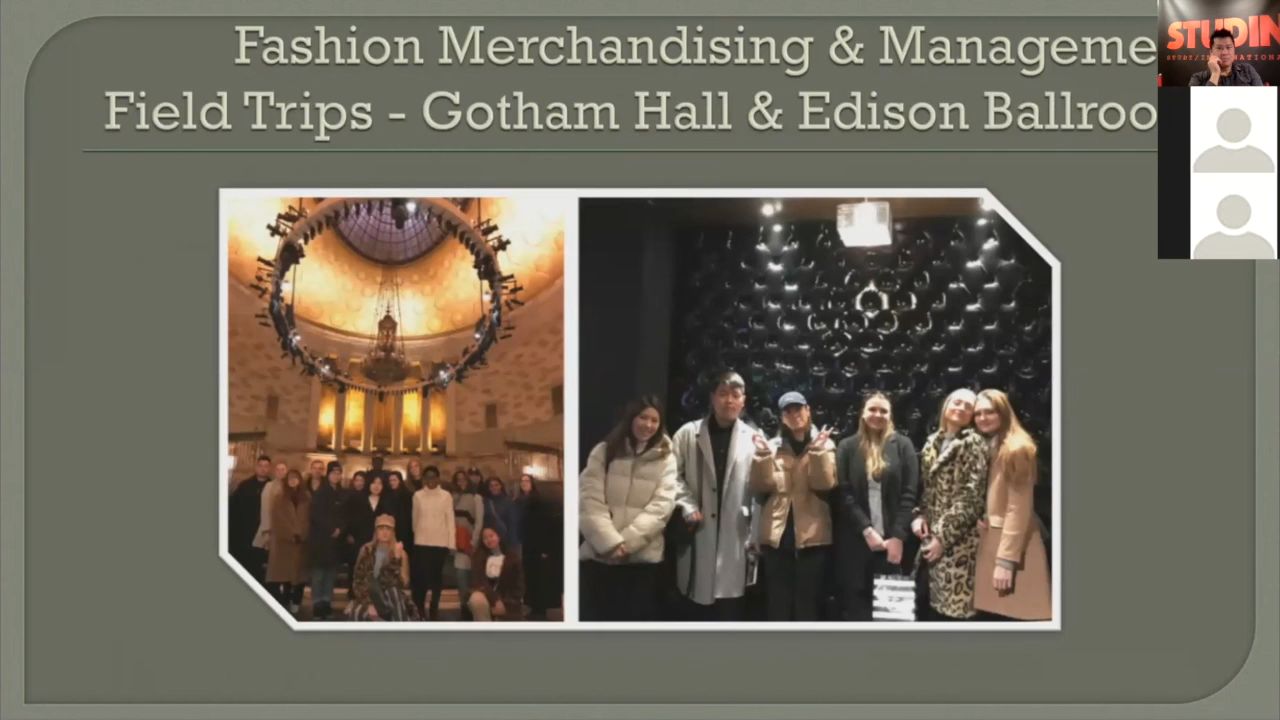 Fashion Merchandising & Manageme
Field Trips - Gotham Hall & Edison Ballroo
STUDIN